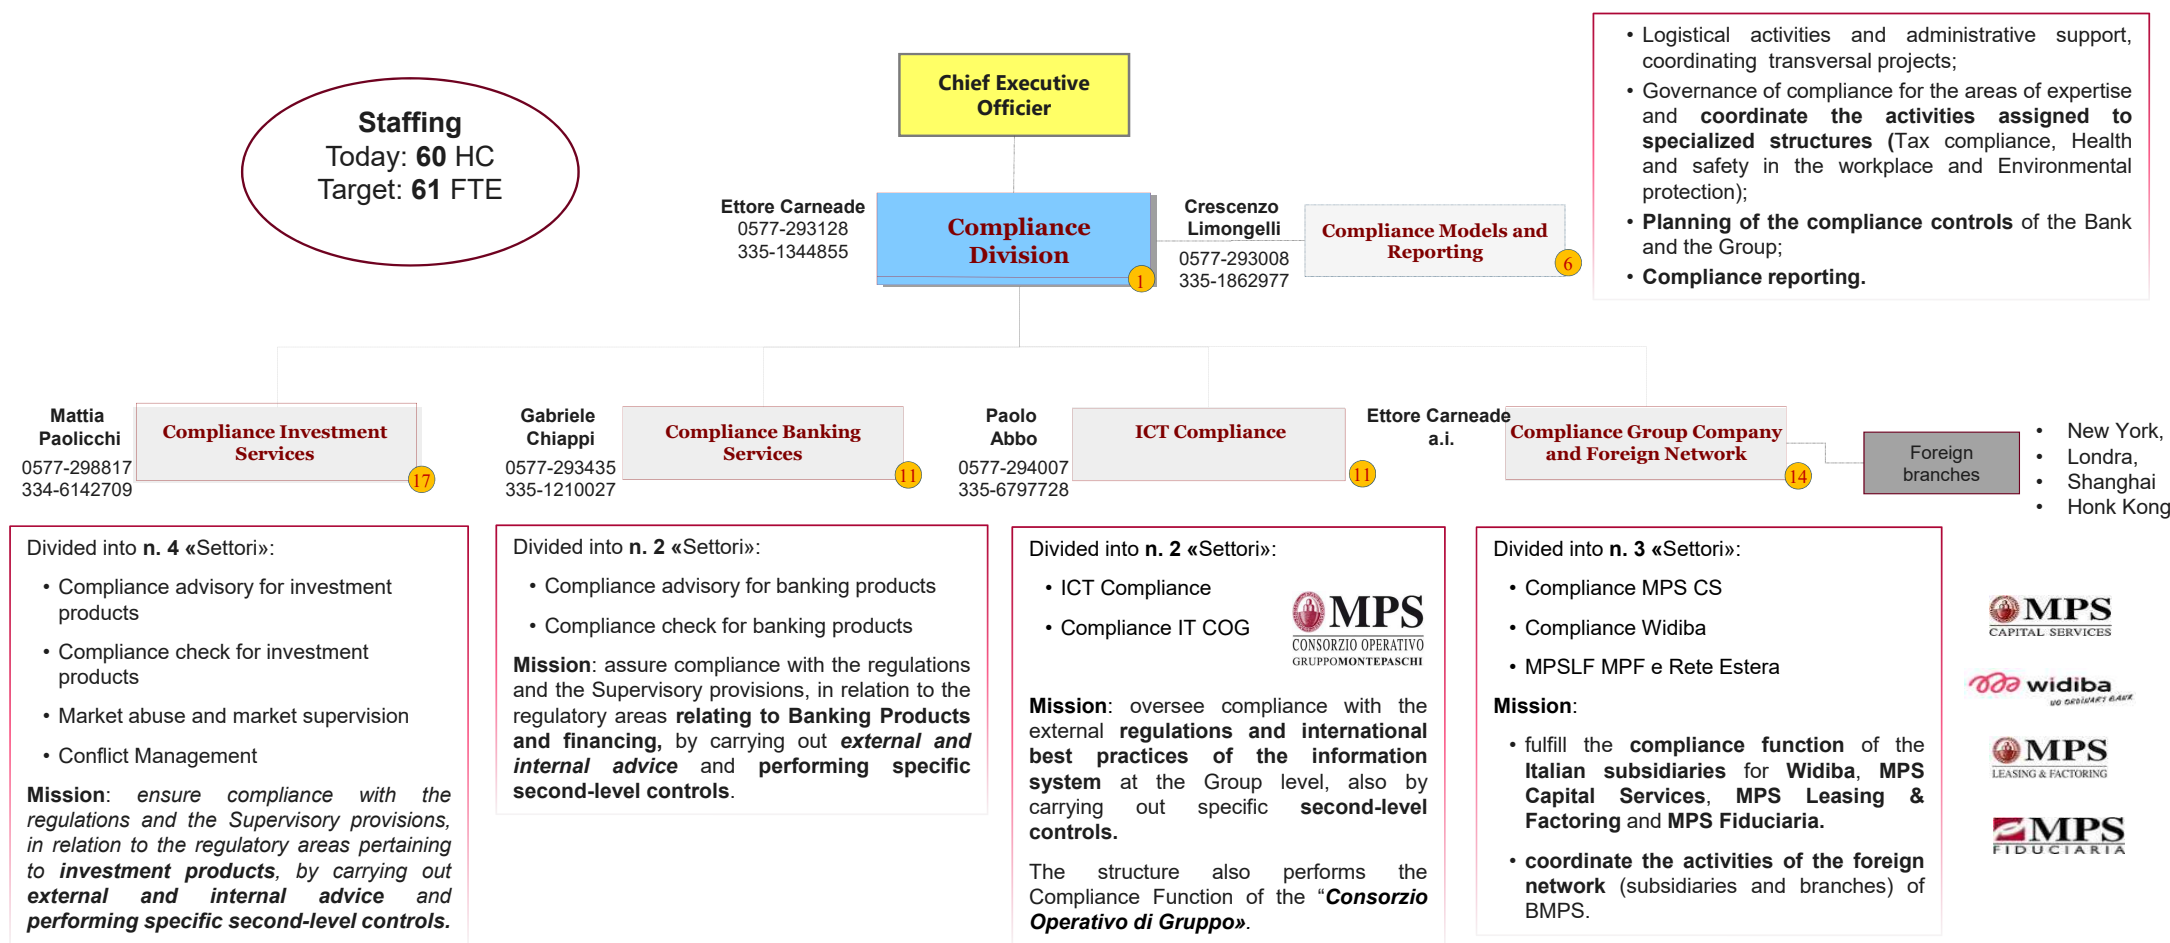 Staffing
Today: 60 HC
Target: 61 FTE
Chief Executive
Officier
• Logistical activities and administrative support,
coordinating transversal projects;
• Governance of compliance for the areas of expertise
and coordinate the activities assigned to
specialized structures (Tax compliance, Health
and safety in the workplace and Environmental
protection);
• Planning of the compliance controls of the Bank
and the Group;
• Compliance reporting.
Ettore Carneade
0577-293128
335-1344855
Compliance
Division
1
Crescenzo
Limongelli
0577-293008
335-1862977
Compliance Models and
Reporting
6
Mattia
Paolicchi
0577-298817
334-6142709
Compliance Investment
Services
17
Gabriele
Chiappi
0577-293435
335-1210027
Compliance Banking
Services
11
Paolo
Abbo
0577-294007
335-6797728
ICT Compliance
11
Ettore Carneade
a.i.
Compliance Group Company
and Foreign Network
14
Foreign
branches
• New York,
• Londra,
• Shanghai
• Honk Kong
Divided into n. 4 «Settori»:
• Compliance advisory for investment
products
• Compliance check for investment
products
• Market abuse and market supervision
• Conflict Management
Mission: ensure compliance with the
regulations and the Supervisory provisions,
in relation to the regulatory areas pertaining
to investment products, by carrying out
external and internal advice and
performing specific second-level controls.
Divided into n. 2 «Settori»:
• Compliance advisory for banking products
• Compliance check for banking products
Mission: assure compliance with the regulations
and the Supervisory provisions, in relation to the
regulatory areas relating to Banking Products
and financing, by carrying out external and
internal advice and performing specific
second-level controls.
Divided into n. 2 «Settori»:
• ICT Compliance
• Compliance IT COG
MPS
CONSORZIO OPERATIVO
GRUPPOMONTEPASCHI
Mission: oversee compliance with the
external regulations and international
best practices of the information
system at the Group level, also by
carrying out specific second-level
controls.
The structure also performs the
Compliance Function of the “Consorzio
Operativo di Gruppo».
Divided into n. 3 «Settori»:
• Compliance MPS CS
• Compliance Widiba
• MPSLF MPF e Rete Estera
Mission:
• fulfill the compliance function of the
Italian subsidiaries for Widiba, MPS
Capital Services, MPS Leasing &
Factoring and MPS Fiduciaria.
• coordinate the activities of the foreign
network (subsidiaries and branches) of
BMPS.
MPS
CAPITAL SERVICES
widiba
NO ORDINARY BANK
MPS
LEASING & FACTORING
MPS
FIDUCIARIA